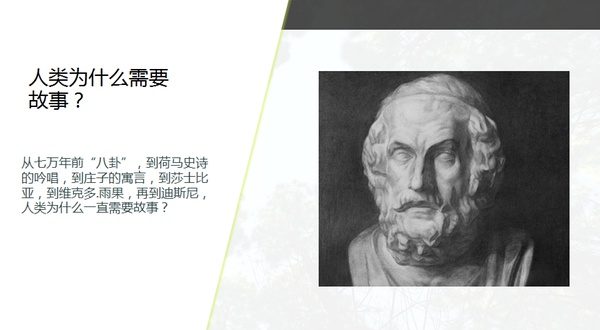 人类为什么需要
故事？
从七万年前“八卦”，到荷马史诗
的吟唱，到庄子的寓言，到莎士比
亚，到维克多.雨果，再到迪斯尼，
人类为什么一直需要故事？